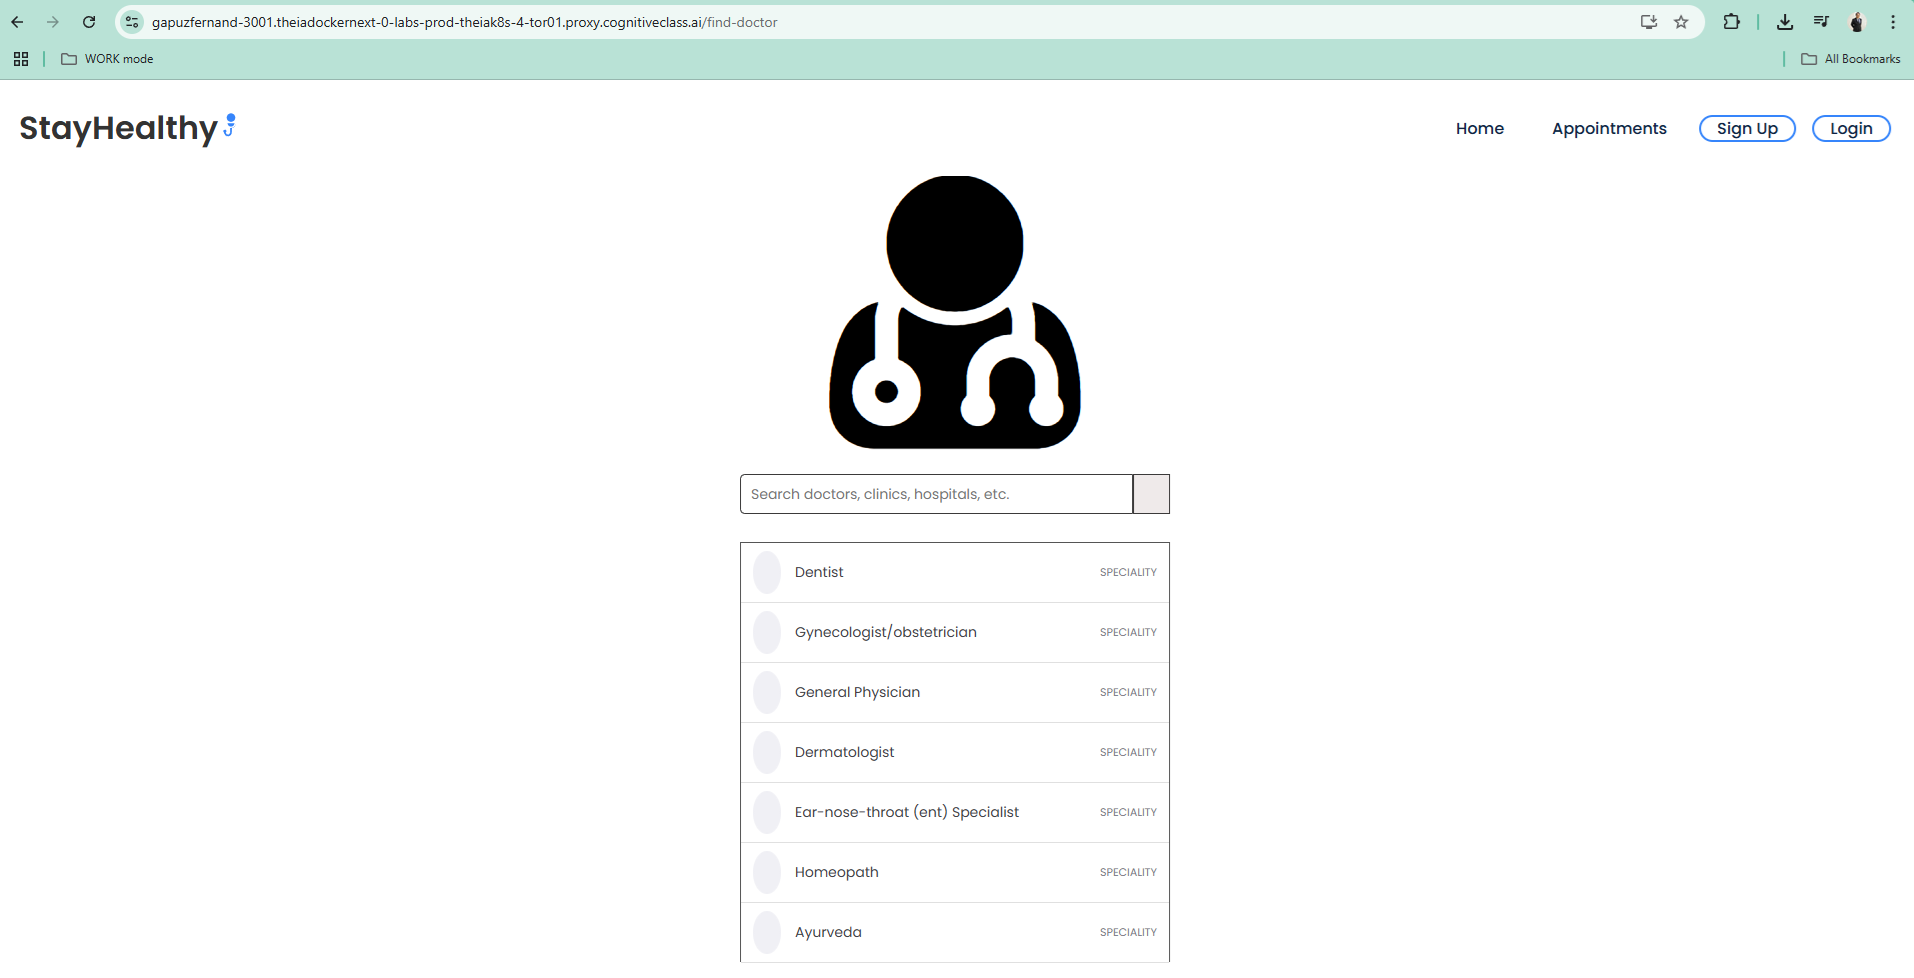 gapuzfernand-3001.theiadockernext-0-labs-prod-theiak8s-4-tor01.proxy.cognitiveclass.ai/find-doctor
WORK mode
All Bookmarks
StayHealthy
Home
Appointments
Sign Up
Login
Search doctors, clinics, hospitals, etc.
Dentist SPECIALITY
Gynecologist/obstetrician SPECIALITY
General Physician SPECIALITY
Dermatologist SPECIALITY
Ear-nose-throat (ent) Specialist SPECIALITY
Homeopath SPECIALITY
Ayurveda SPECIALITY